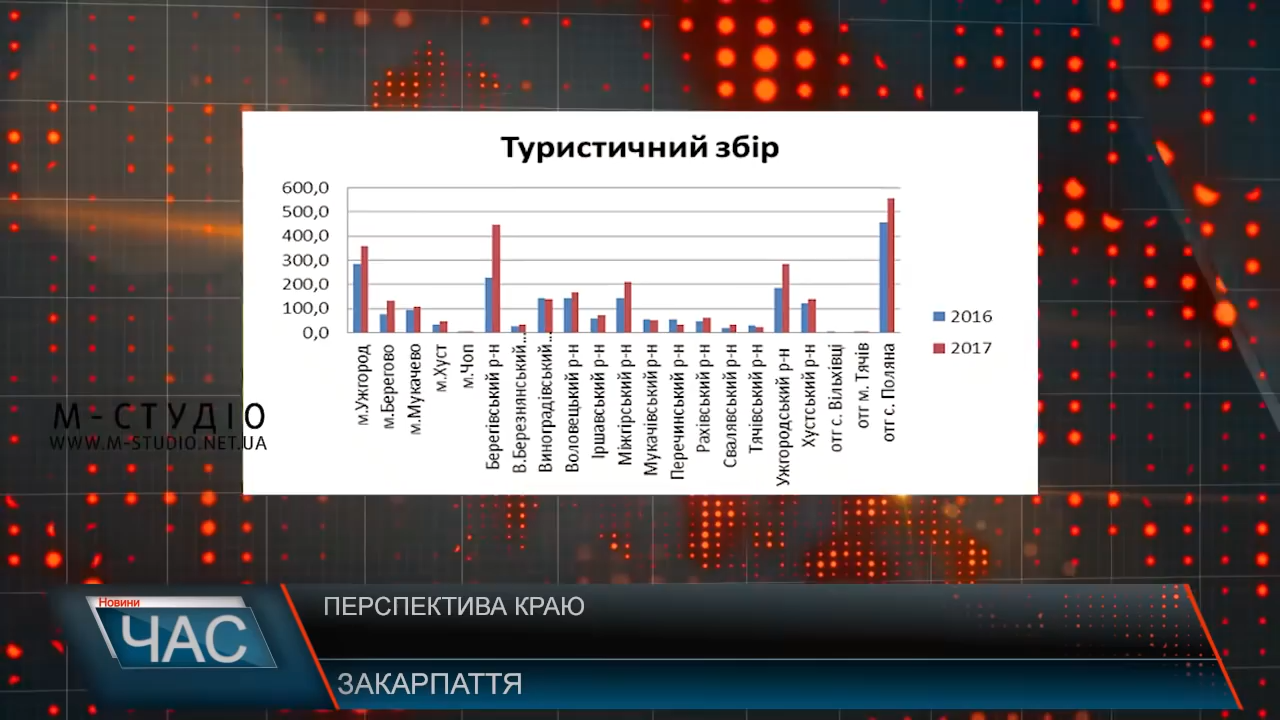 Туристичний збір
600,0
500,0
400,0
300,0
200,0
100,0
0,0
2016
2017
м.Ужгород
м.Берегово
м.Мукачево
м.Хуст
м.Чоп
Берегівський р-н
В.Березнянський...
Виноградівський...
Воловецький р-н
Іршавський р-н
Міжгірський р-н
Мукачівський р-н
Перечинський р-н
Рахівський р-н
Свалявський р-н
Тячівський р-н
Ужгородський р-н
Хустський р-н
отг с. Вільхівці
отг м. Тячів
отг с. Поляна
М-СТУДІО
WWW.M-STUDIO.NET.UA
Новини
ЧАС
ПЕРСПЕКТИВА КРАЮ
ЗАКАРПАТТЯ